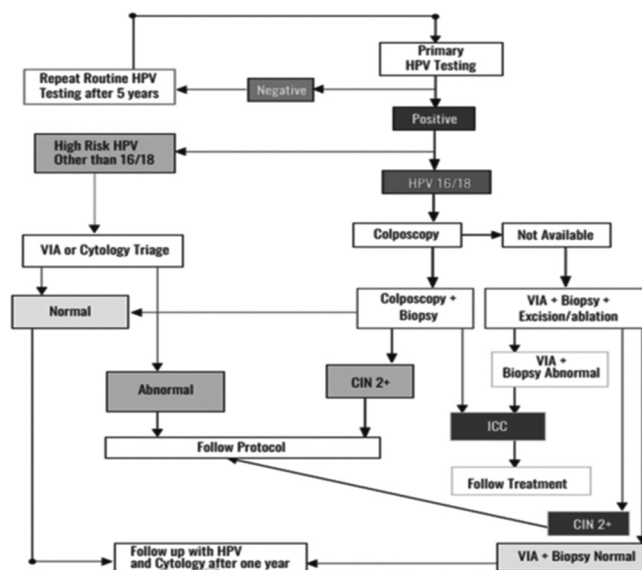 Primary
HPV Testing
Repeat Routine HPV
Testing after 5 years
Negative
Positive
High Risk HPV
Other than 16/18
HPV 16/18
Colposcopy
Not Available
VIA or Cytology Triage
Normal
Colposcopy +
Biopsy
VIA + Biopsy +
Excision/ablation
VIA +
Biopsy Abnormal
Abnormal
CIN 2+
ICC
Follow Protocol
Follow Treatment
CIN 2+
Follow up with HPV
and Cytology after one year
VIA + Biopsy Normal